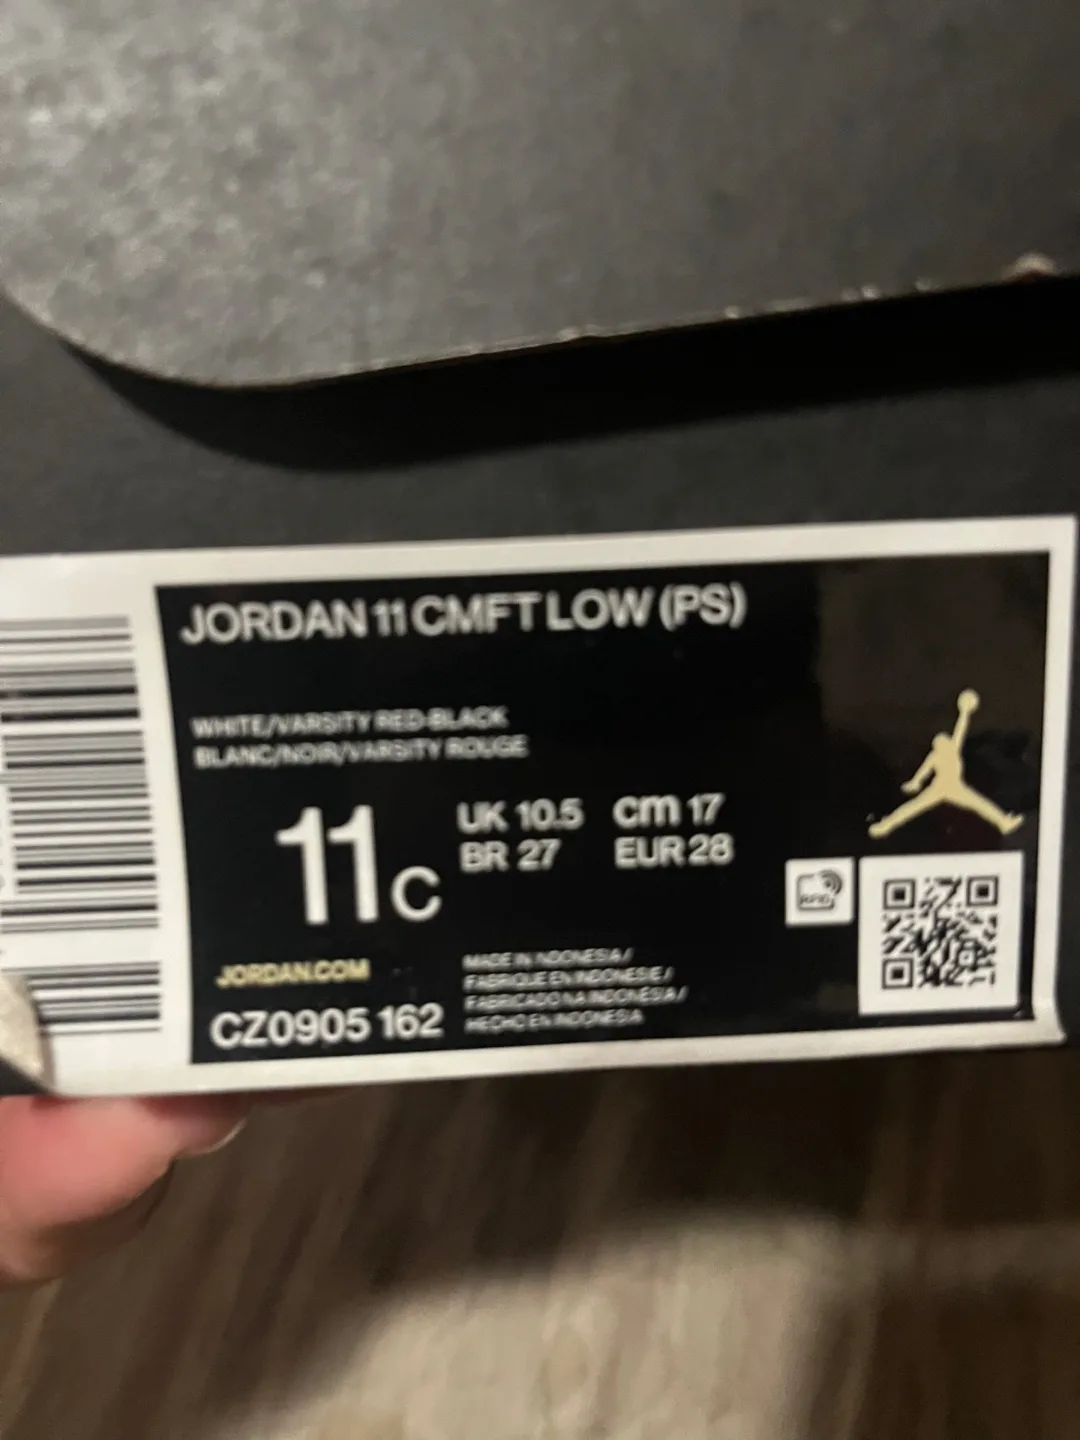 JORDAN 11 CMFT LOW (PS)
WHITE/VARSITY RED-BLACK
BLANC/NOIR/VARSITY ROUGE
11C
UK 10.5 cm 17
BR 27 EUR 28
RFID
JORDAN.COM
CZ0905 162
MADE IN INDONESIA /
FABRIQUE EN INDONESIE /
FABRICADO NA INDONESIA /
HECHO EN INDONESIA